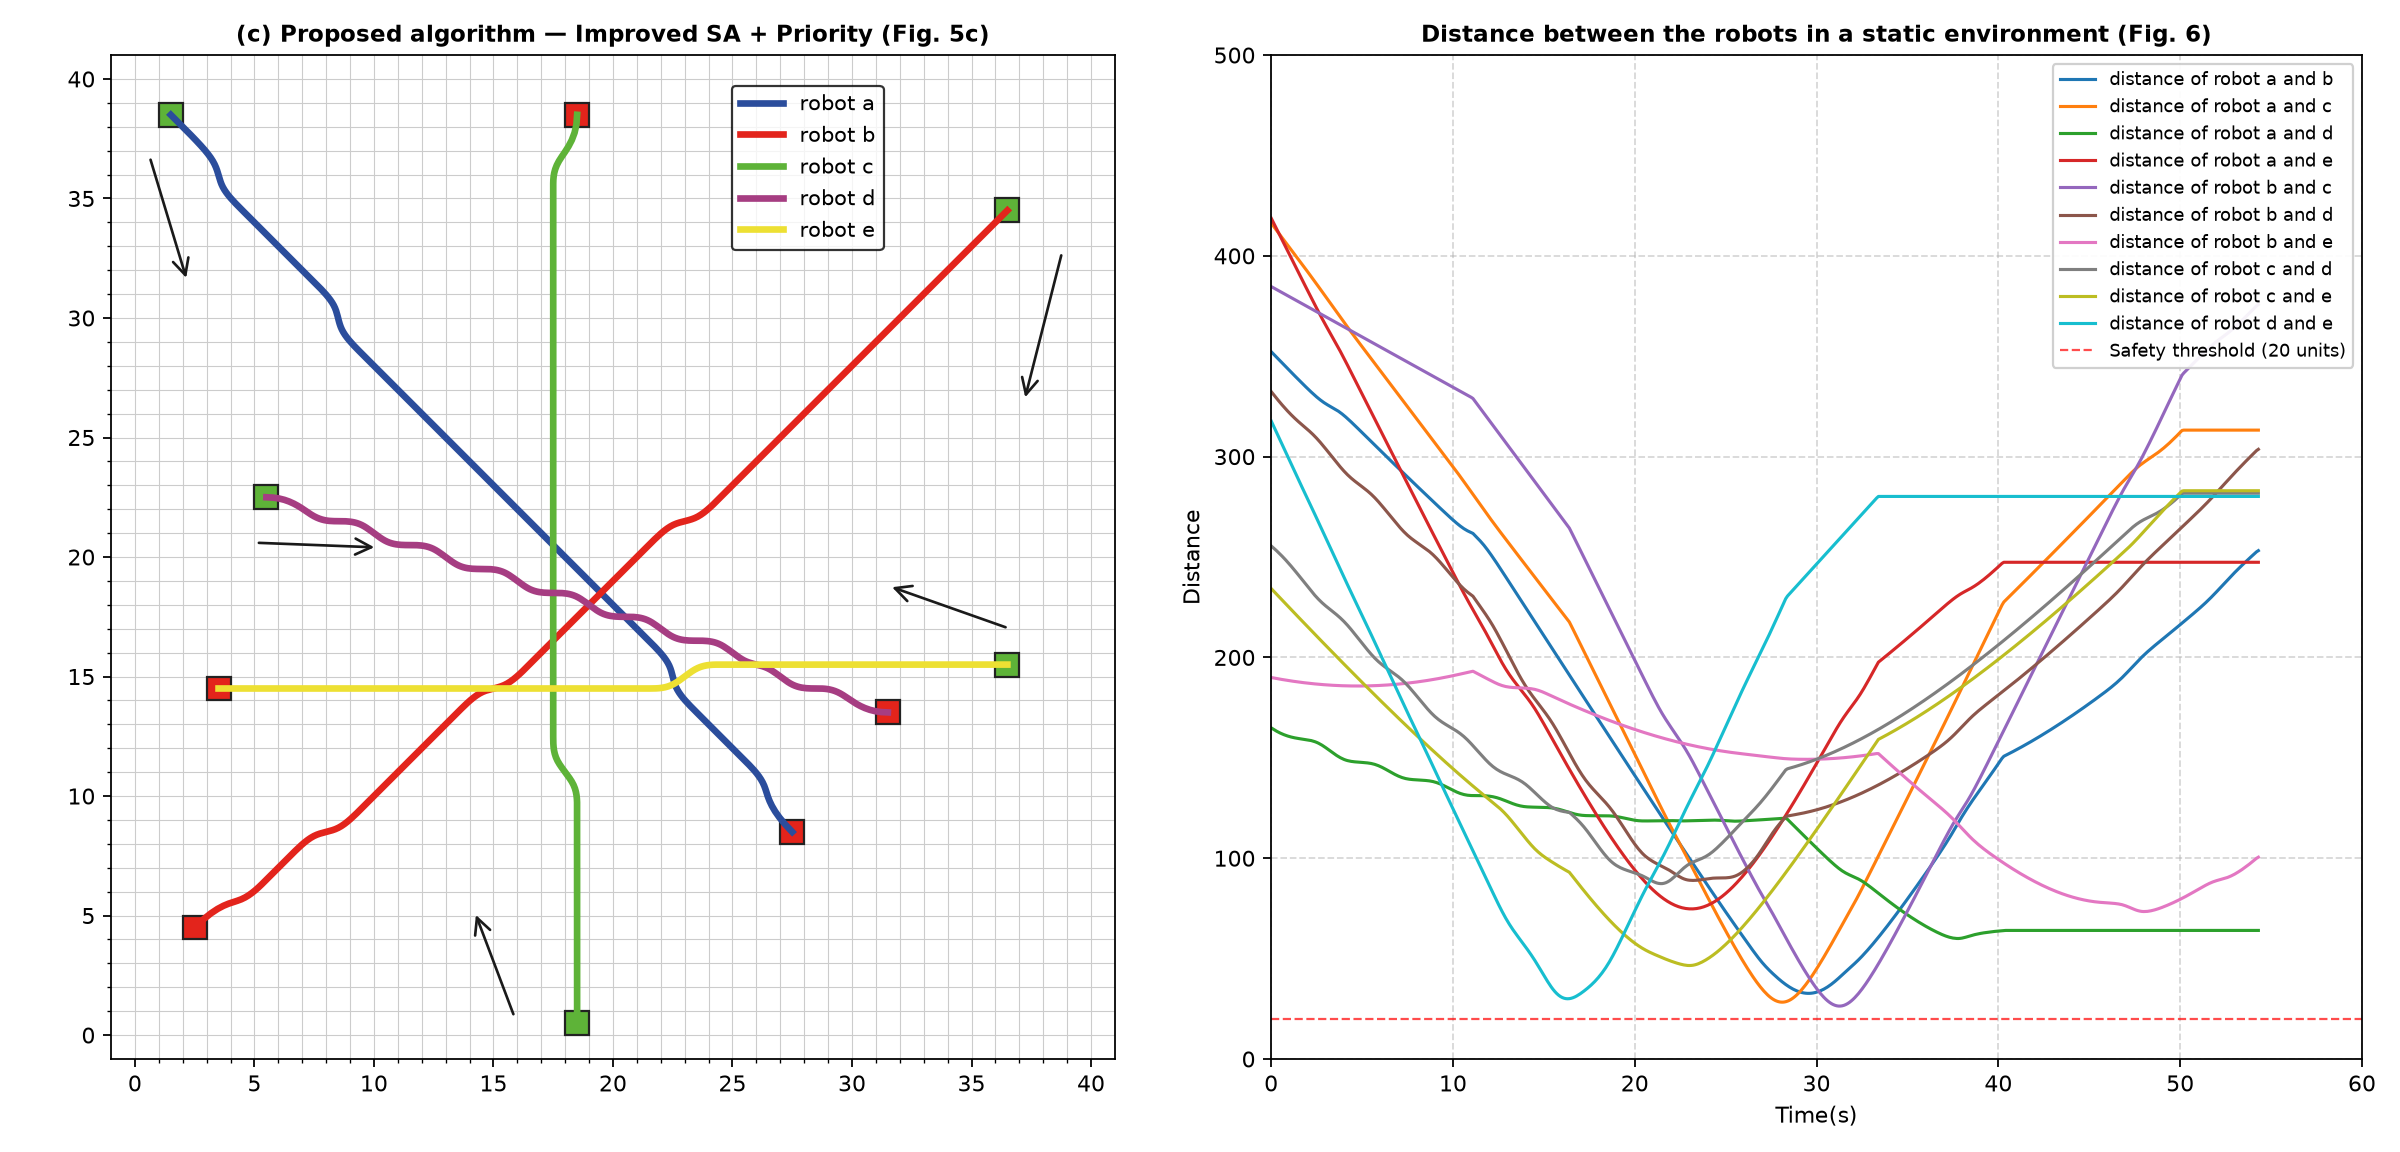 (c) Proposed algorithm — Improved SA + Priority (Fig. 5c)
40
35
30
25
20
15
10
5
0
0 5 10 15 20 25 30 35 40
robot a
robot b
robot c
robot d
robot e
Distance between the robots in a static environment (Fig. 6)
500
400
300
200
100
0
Distance
0 10 20 30 40 50 60
Time(s)
distance of robot a and b
distance of robot a and c
distance of robot a and d
distance of robot a and e
distance of robot b and c
distance of robot b and d
distance of robot b and e
distance of robot c and d
distance of robot c and e
distance of robot d and e
Safety threshold (20 units)